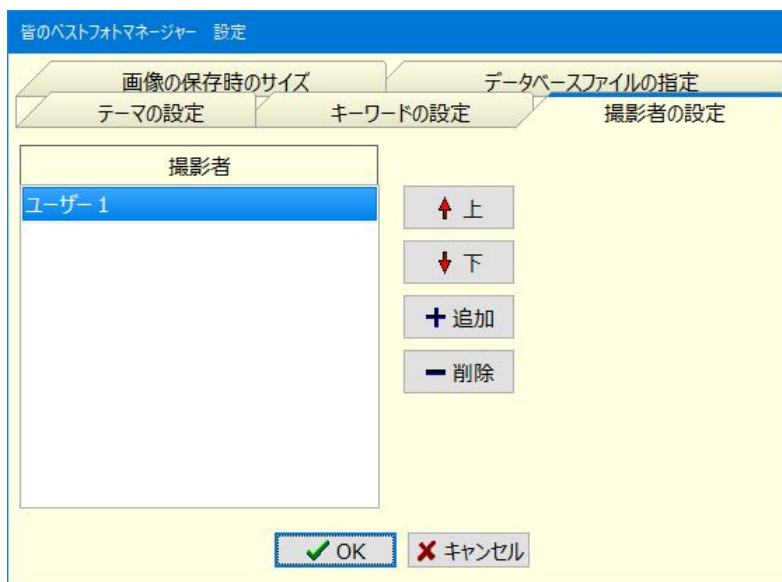 皆のベストフォトマネージャー 設定
画像の保存時のサイズ
データベースファイルの指定
テーマの設定
キーワードの設定
撮影者の設定
撮影者
ユーザー 1
上
下
追加
削除
OK
キャンセル